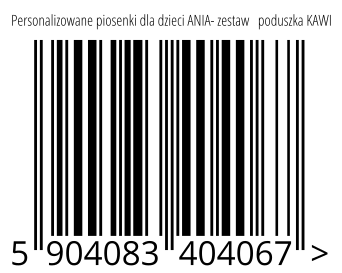 Personalizowane piosenki dla dzieci ANIA- zestaw poduszka KAWI
5 904083 404067 >